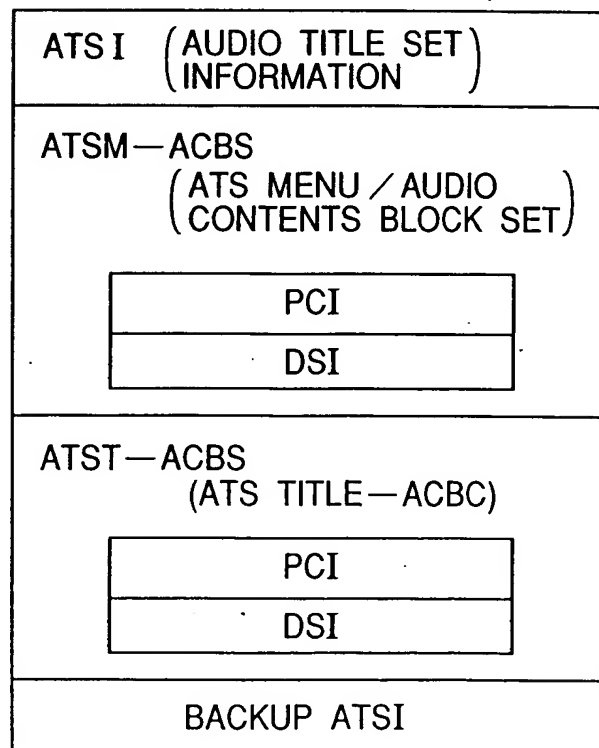 ATSI (AUDIO TITLE SET
INFORMATION)
ATSM—ACBS
(ATS MENU／AUDIO
CONTENTS BLOCK SET)
PCI
DSI
ATST—ACBS
(ATS TITLE—ACBC)
PCI
DSI
BACKUP ATSI